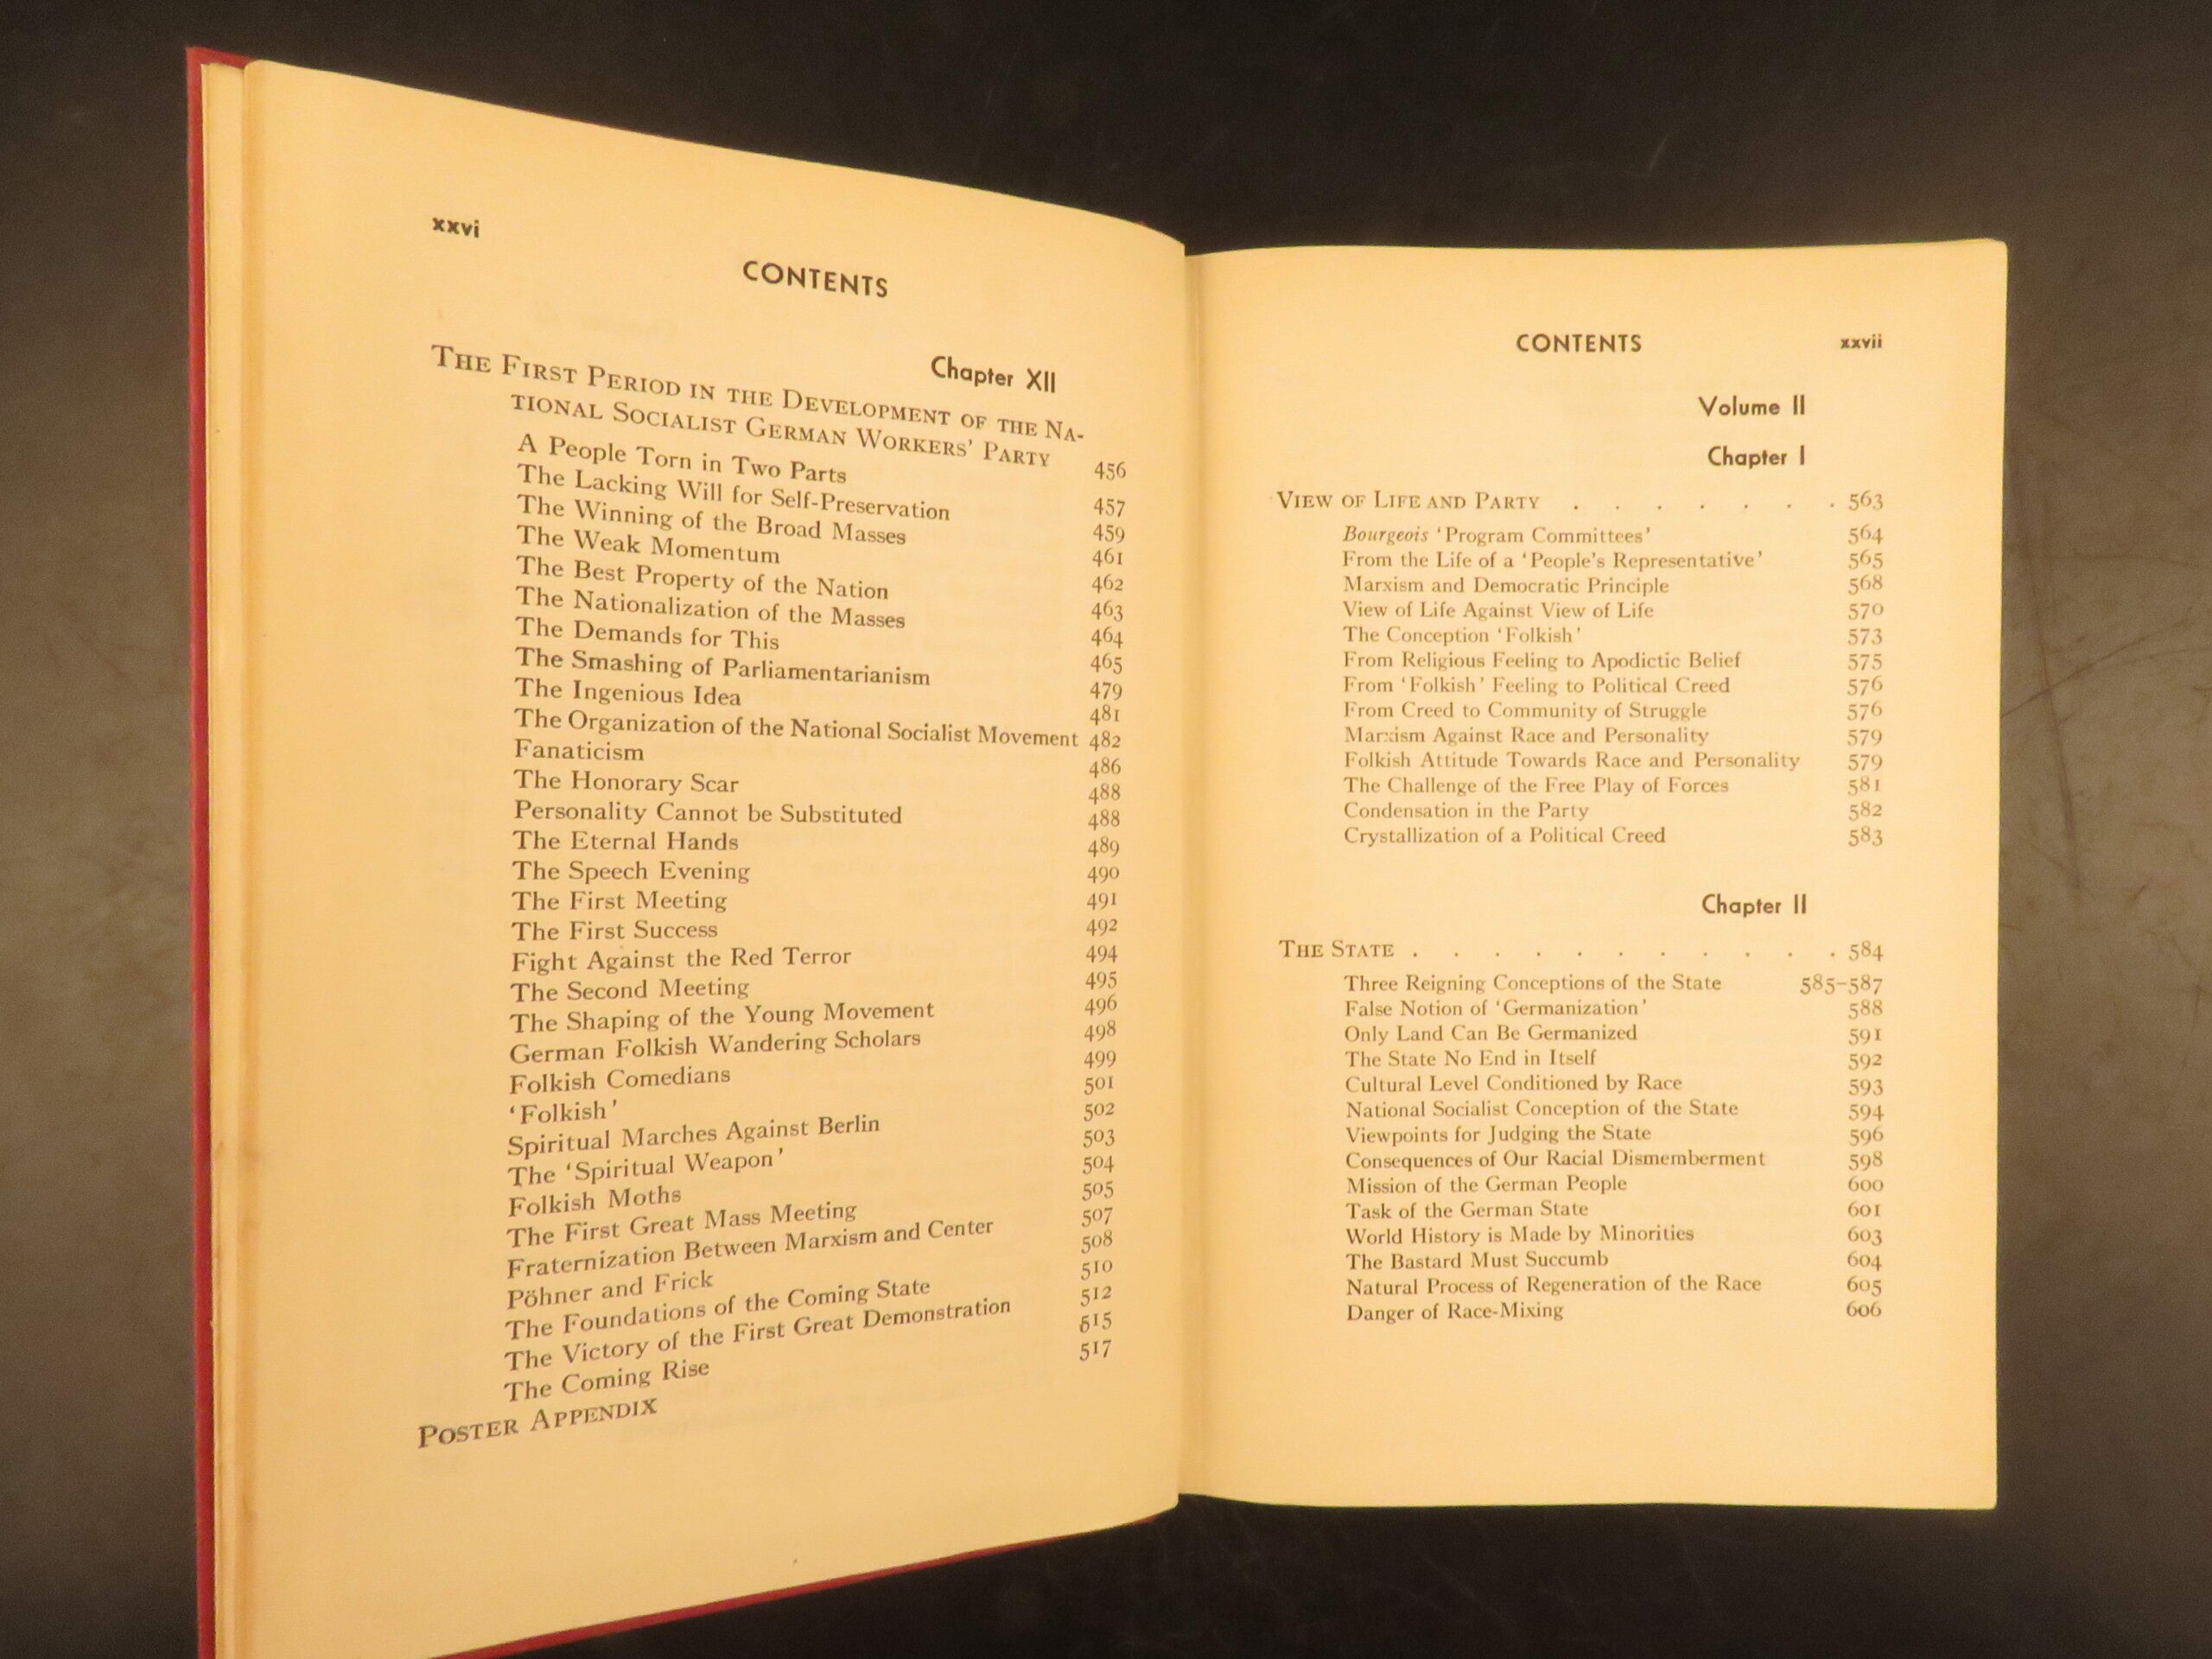 xxvi
CONTENTS
Chapter XII
THE FIRST PERIOD IN THE DEVELOPMENT OF THE NA-
TIONAL SOCIALIST GERMAN WORKERS' PARTY 456
A People Torn in Two Parts 457
The Lacking Will for Self-Preservation 459
The Winning of the Broad Masses 461
The Weak Momentum 462
The Best Property of the Nation 463
The Nationalization of the Masses 464
The Demands for This 465
The Smashing of Parliamentarianism 479
The Ingenious Idea 481
The Organization of the National Socialist Movement 482
Fanaticism 486
The Honorary Scar 488
Personality Cannot be Substituted 488
The Eternal Hands 489
The Speech Evening 490
The First Meeting 491
The First Success 492
Fight Against the Red Terror 494
The Second Meeting 495
The Shaping of the Young Movement 496
German Folkish Wandering Scholars 498
Folkish Comedians 499
'Folkish' 501
Spiritual Marches Against Berlin 502
The 'Spiritual Weapon' 503
Folkish Moths 504
The First Great Mass Meeting 505
Fraternization Between Marxism and Center 507
Pöhner and Frick 508
The Foundations of the Coming State 510
The Victory of the First Great Demonstration 512
The Coming Rise 515
POSTER APPENDIX 517
CONTENTS xxvii
Volume II
Chapter I
VIEW OF LIFE AND PARTY . . . . . . . 563
Bourgeois 'Program Committees' 564
From the Life of a 'People's Representative' 565
Marxism and Democratic Principle 568
View of Life Against View of Life 570
The Conception 'Folkish' 573
From Religious Feeling to Apodictic Belief 575
From 'Folkish' Feeling to Political Creed 576
From Creed to Community of Struggle 576
Marxism Against Race and Personality 579
Folkish Attitude Towards Race and Personality 579
The Challenge of the Free Play of Forces 581
Condensation in the Party 582
Crystallization of a Political Creed 583
Chapter II
THE STATE . . . . . . . . . . . 584
Three Reigning Conceptions of the State 585–587
False Notion of 'Germanization' 588
Only Land Can Be Germanized 591
The State No End in Itself 592
Cultural Level Conditioned by Race 593
National Socialist Conception of the State 594
Viewpoints for Judging the State 596
Consequences of Our Racial Dismemberment 598
Mission of the German People 600
Task of the German State 601
World History is Made by Minorities 603
The Bastard Must Succumb 604
Natural Process of Regeneration of the Race 605
Danger of Race-Mixing 606